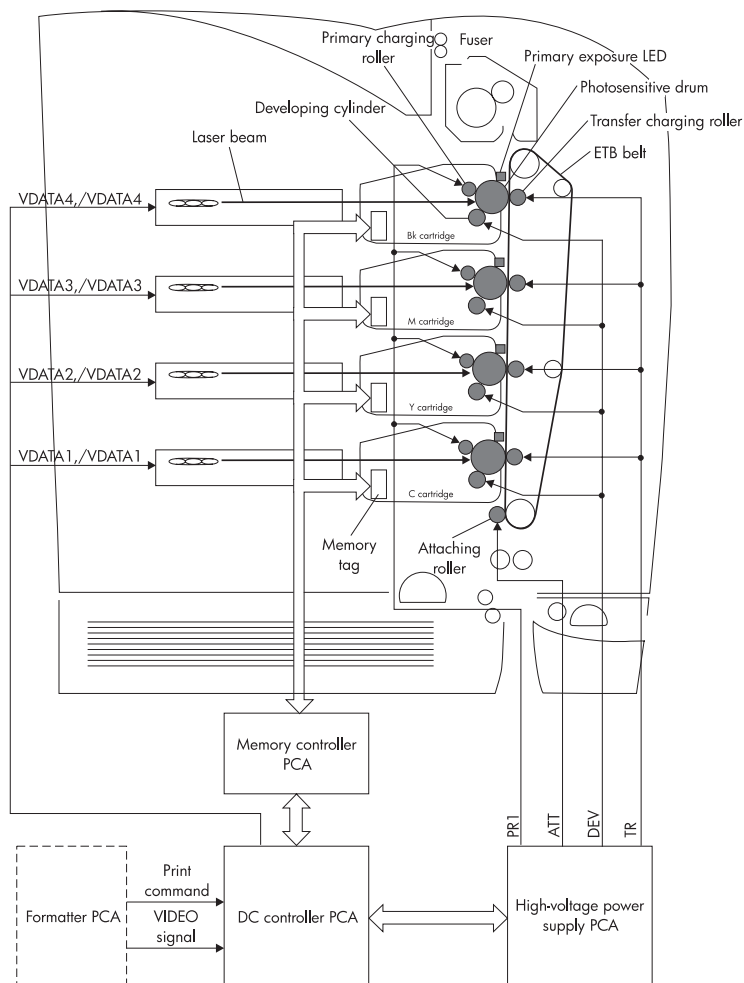 Primary charging
roller
Fuser
Primary exposure LED
Photosensitive drum
Developing cylinder
Transfer charging roller
Laser beam
ETB belt
VDATA4,/VDATA4
Bk cartridge
VDATA3,/VDATA3
M cartridge
VDATA2,/VDATA2
Y cartridge
VDATA1,/VDATA1
C cartridge
Memory
tag
Attaching
roller
Memory controller
PCA
PR1
ATT
DEV
TR
Formatter PCA
Print
command
VIDEO
signal
DC controller PCA
High-voltage power
supply PCA